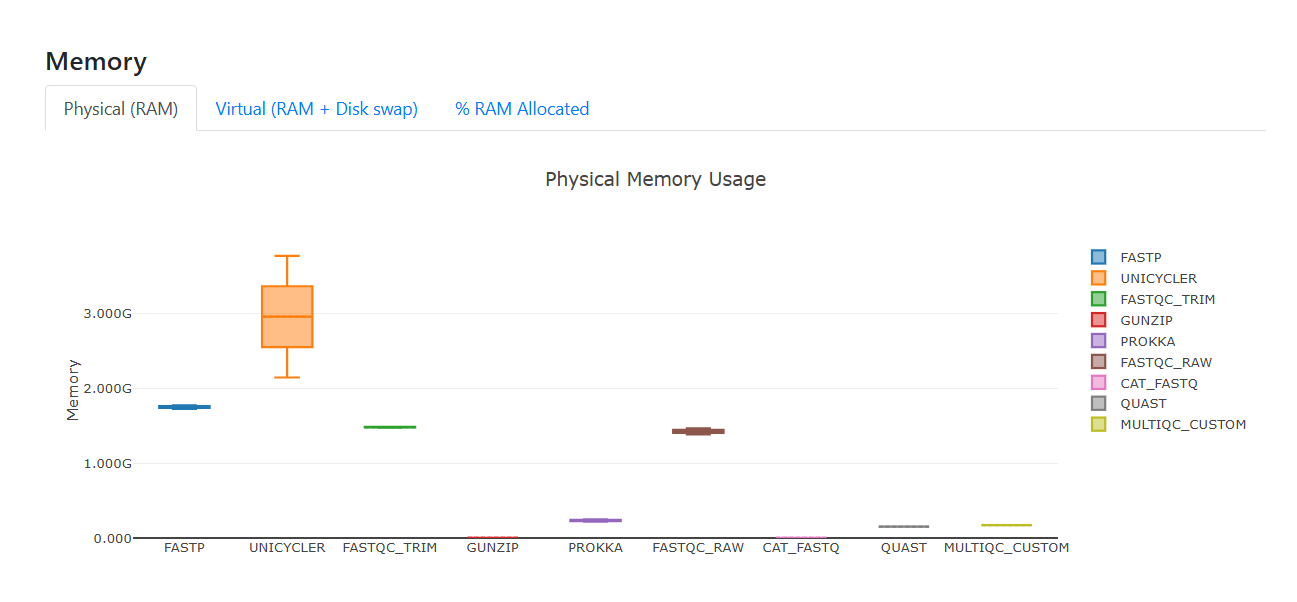 Memory
Physical (RAM) Virtual (RAM + Disk swap) % RAM Allocated
Physical Memory Usage
Memory
3.000G
2.000G
1.000G
0.000
FASTP UNICYCLER FASTQC_TRIM GUNZIP PROKKA FASTQC_RAW CAT_FASTQ QUAST MULTIQC_CUSTOM
FASTP
UNICYCLER
FASTQC_TRIM
GUNZIP
PROKKA
FASTQC_RAW
CAT_FASTQ
QUAST
MULTIQC_CUSTOM